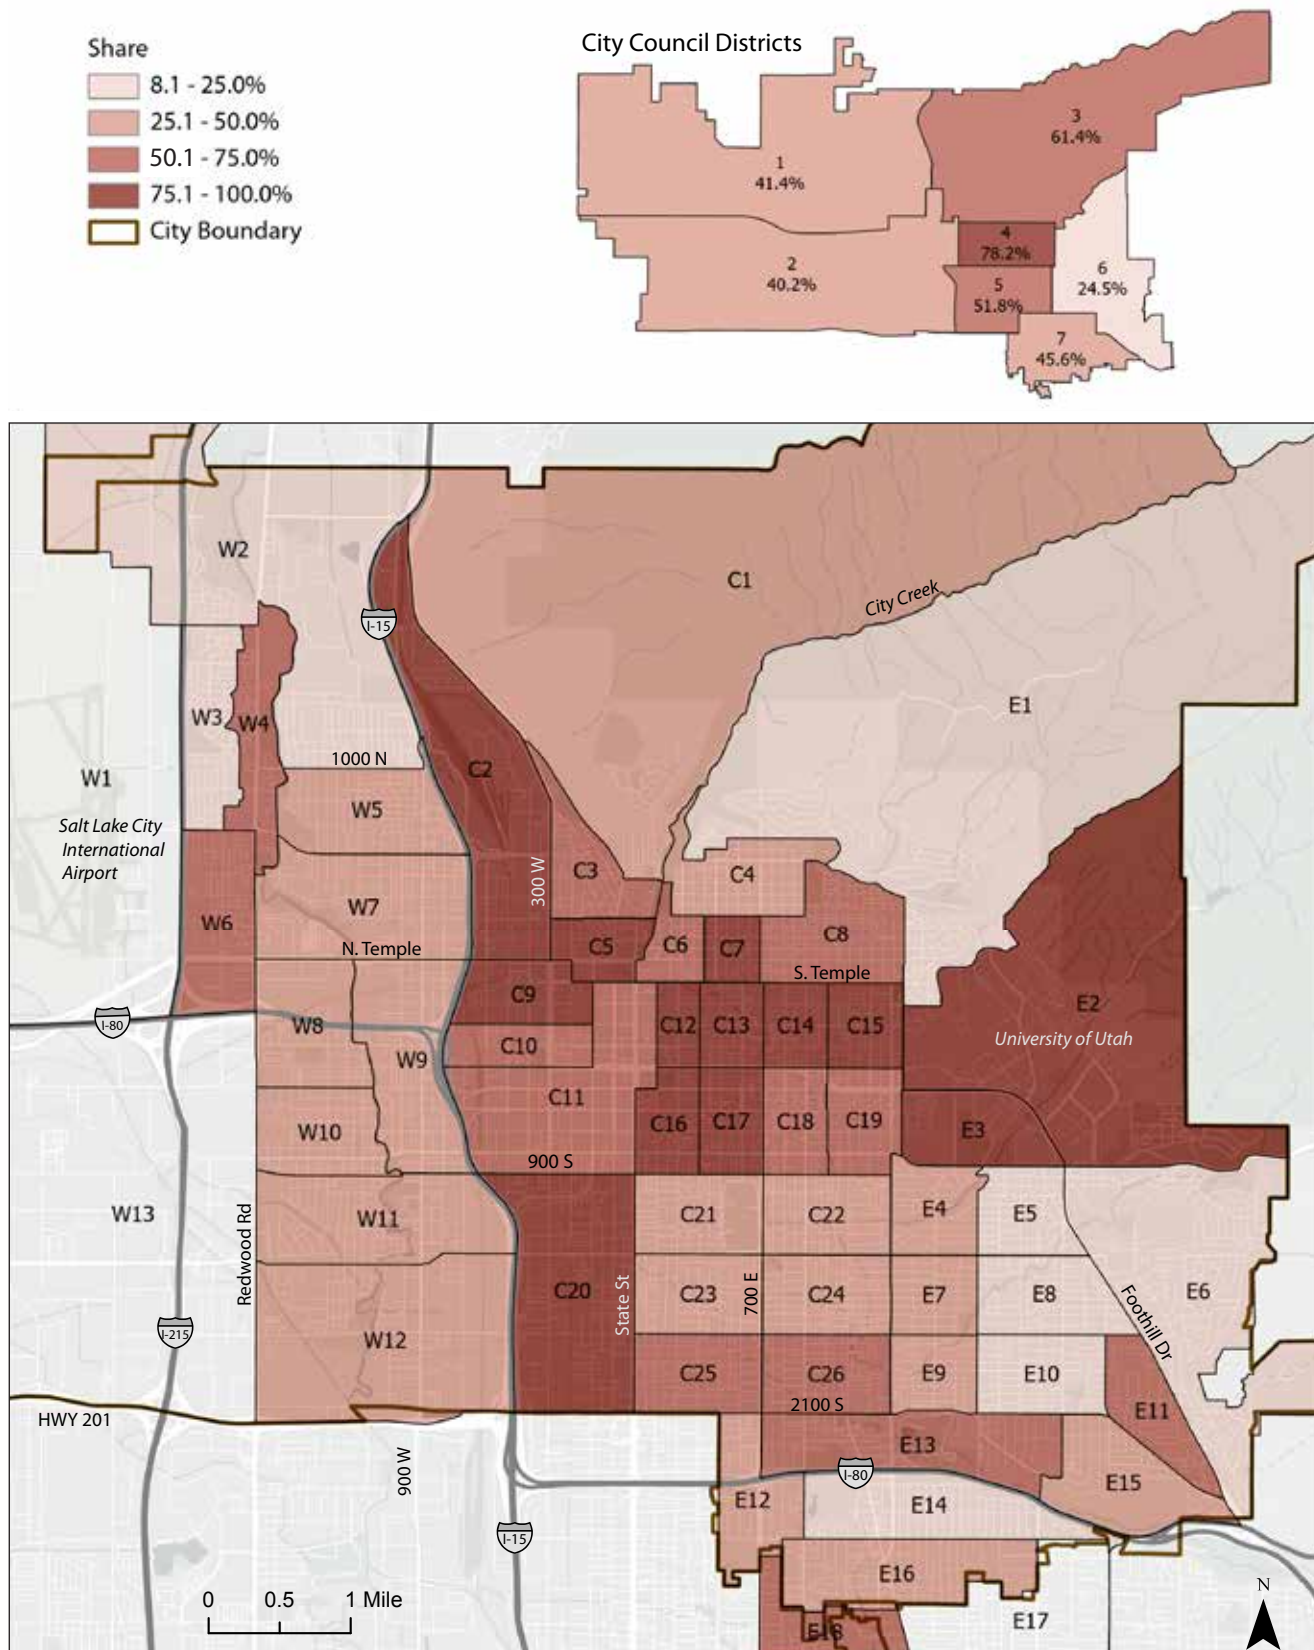 Share
8.1 - 25.0%
25.1 - 50.0%
50.1 - 75.0%
75.1 - 100.0%
City Boundary
City Council Districts
1
41.4%
2
40.2%
3
61.4%
4
78.2%
5
51.8%
6
24.5%
7
45.6%
W2
C1
City Creek
I-15
W3
W4
E1
1000 N
C2
W1
W5
Salt Lake City
International
Airport
C3
300 W
C4
W7
W6
N. Temple
C5
C6
C7
C8
S. Temple
C9
E2
I-80
W8
C12
C13
C14
C15
University of Utah
W9
C10
C11
W10
C16
C17
C18
C19
E3
900 S
W13
W11
Redwood Rd
C21
C22
E4
E5
C20
State St
C23
700 E
C24
E7
E8
E6
Foothill Dr
I-215
W12
C25
C26
E9
E10
2100 S
E11
HWY 201
E13
900 W
I-80
E15
E12
E14
I-15
E16
0 0.5 1 Mile
E17
E18
N